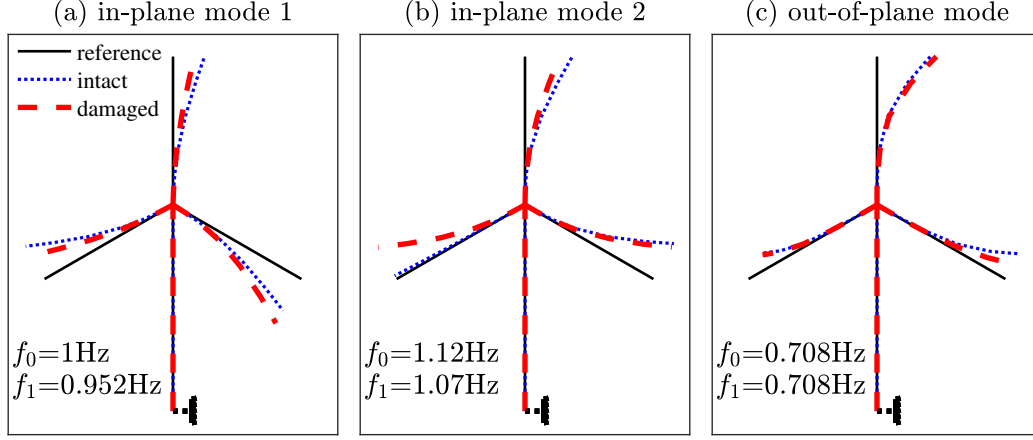 (a) in-plane mode 1
(b) in-plane mode 2
(c) out-of-plane mode
reference
intact
damaged
f₀=1Hz
f₁=0.952Hz
f₀=1.12Hz
f₁=1.07Hz
f₀=0.708Hz
f₁=0.708Hz